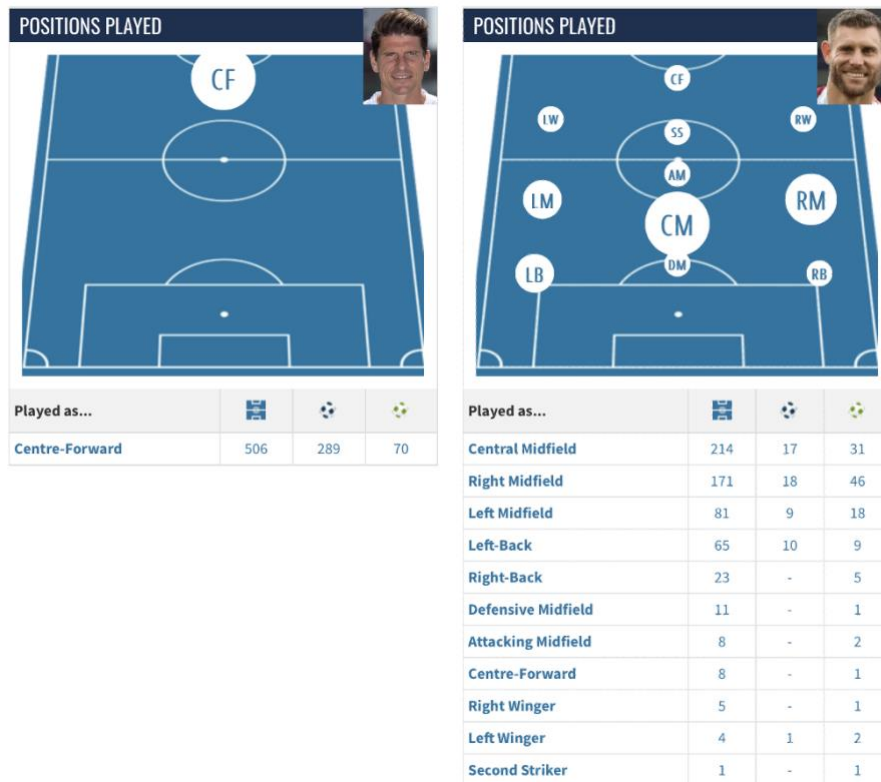 POSITIONS PLAYED
CF
Played as...
Centre-Forward 506 289 70
POSITIONS PLAYED
CF
LW RW
SS
AM
LM RM
CM
DM
LB RB
Played as...
Central Midfield 214 17 31
Right Midfield 171 18 46
Left Midfield 81 9 18
Left-Back 65 10 9
Right-Back 23 - 5
Defensive Midfield 11 - 1
Attacking Midfield 8 - 2
Centre-Forward 8 - 1
Right Winger 5 - 1
Left Winger 4 1 2
Second Striker 1 - 1